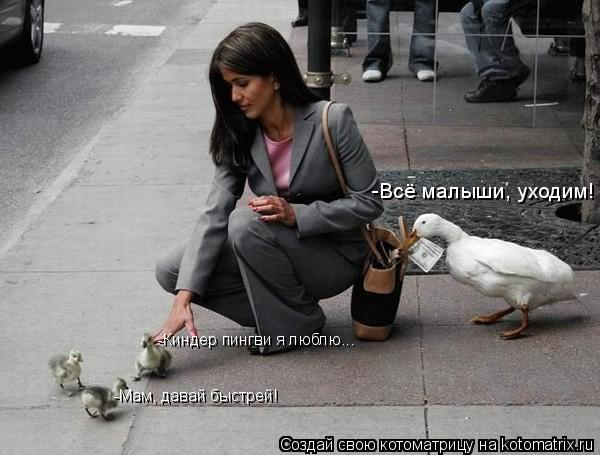 -Всё малыши, уходим!
-Киндер пингви я люблю...
-Мам, давай быстрей!
Создай свою котоматрицу на kotomatrix.ru